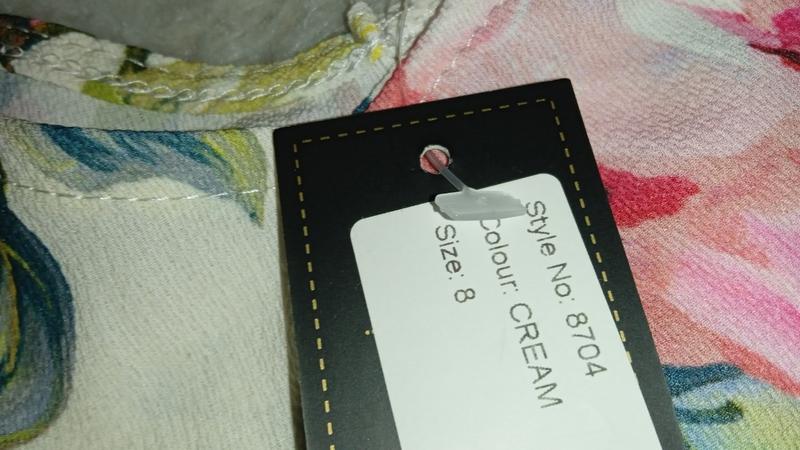 Style No: 8704
Colour: CREAM
Size: 8